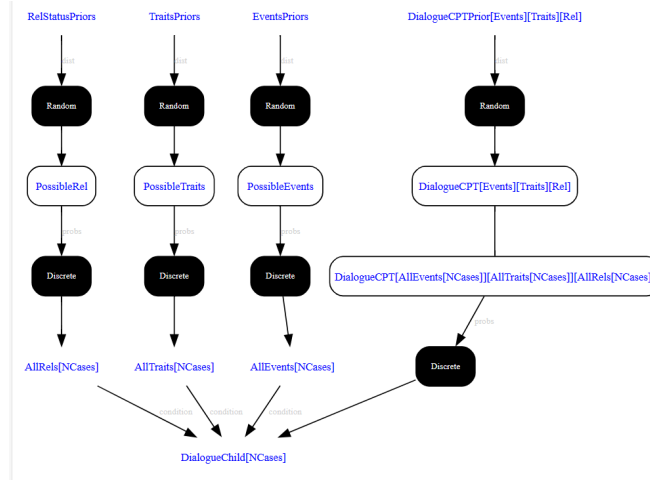 RelStatusPriors TraitsPriors EventsPriors DialogueCPTPrior[Events][Traits][Rel]
dist dist dist dist
Random Random Random Random
PossibleRel PossibleTraits PossibleEvents DialogueCPT[Events][Traits][Rel]
probs probs probs
Discrete Discrete Discrete DialogueCPT[AllEvents[NCases]][AllTraits[NCases]][AllRels[NCases]
probs
AllRels[NCases] AllTraits[NCases] AllEvents[NCases] Discrete
condition condition condition
DialogueChild[NCases]